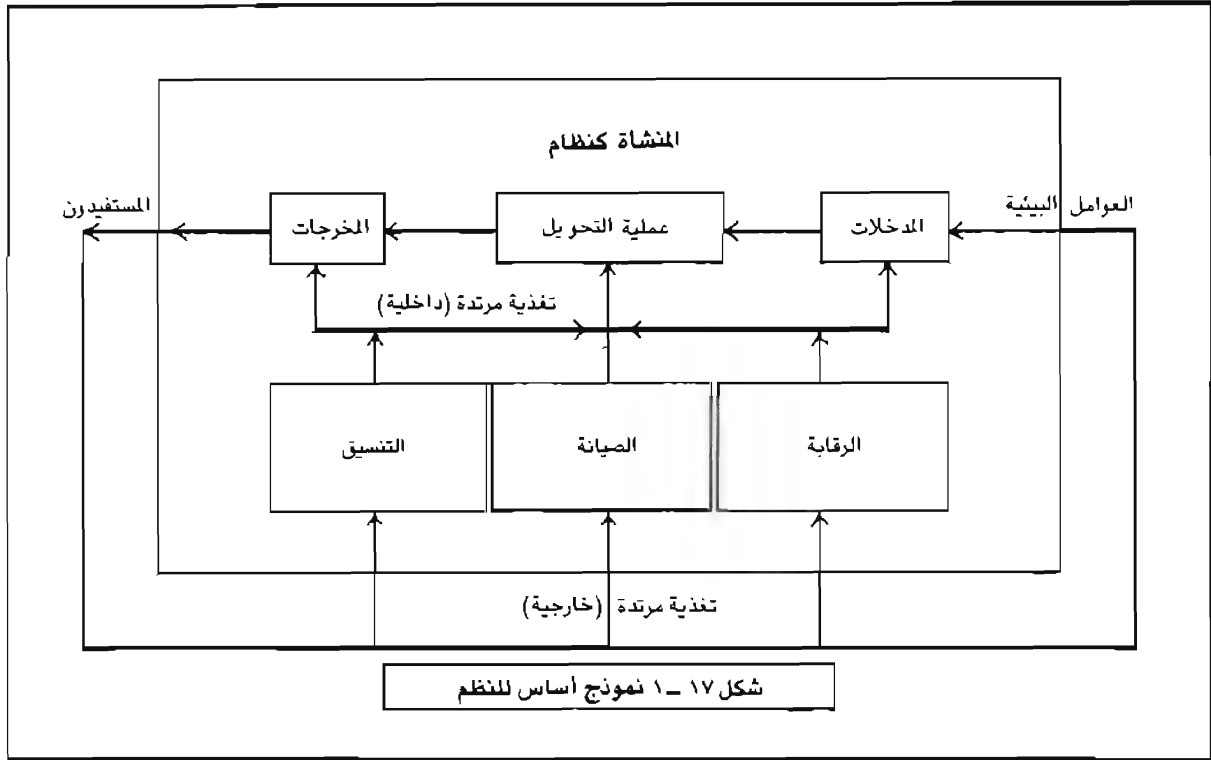 المنشأة كنظام
العوامل البيئية
المدخلات
عملية التحويل
المخرجات
المستفيدون
تغذية مرتدة (داخلية)
الرقابة
الصيانة
التنسيق
تغذية مرتدة (خارجية)
شكل ١٧ – ١ نموذج أساس للنظم